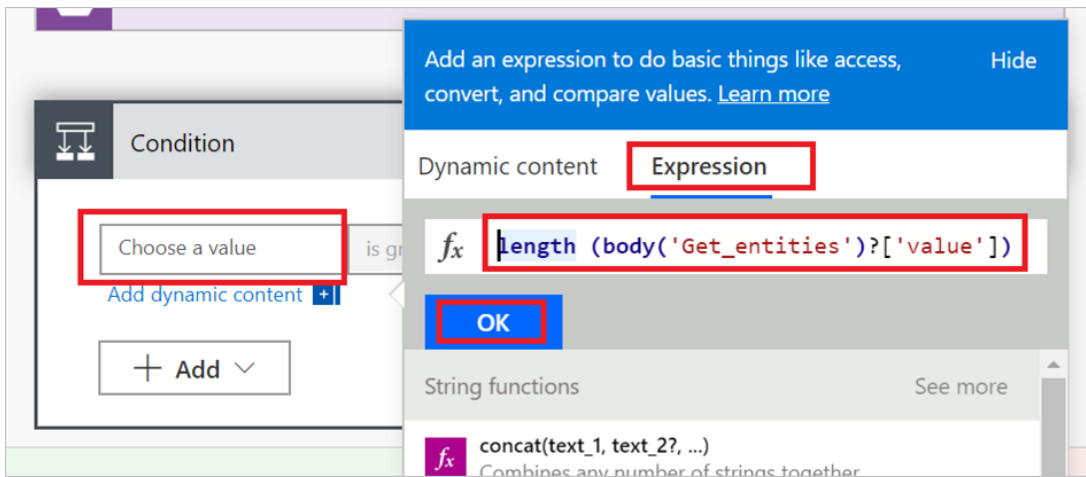 Add an expression to do basic things like access,
Hide
convert, and compare values. Learn more
Condition
Dynamic content
Expression
Choose a value
is gr
fx
length (body('Get_entities')?['value'])
Add dynamic content
OK
+ Add
String functions
See more
fx
concat(text_1, text_2?, ...)
Combines any number of strings together